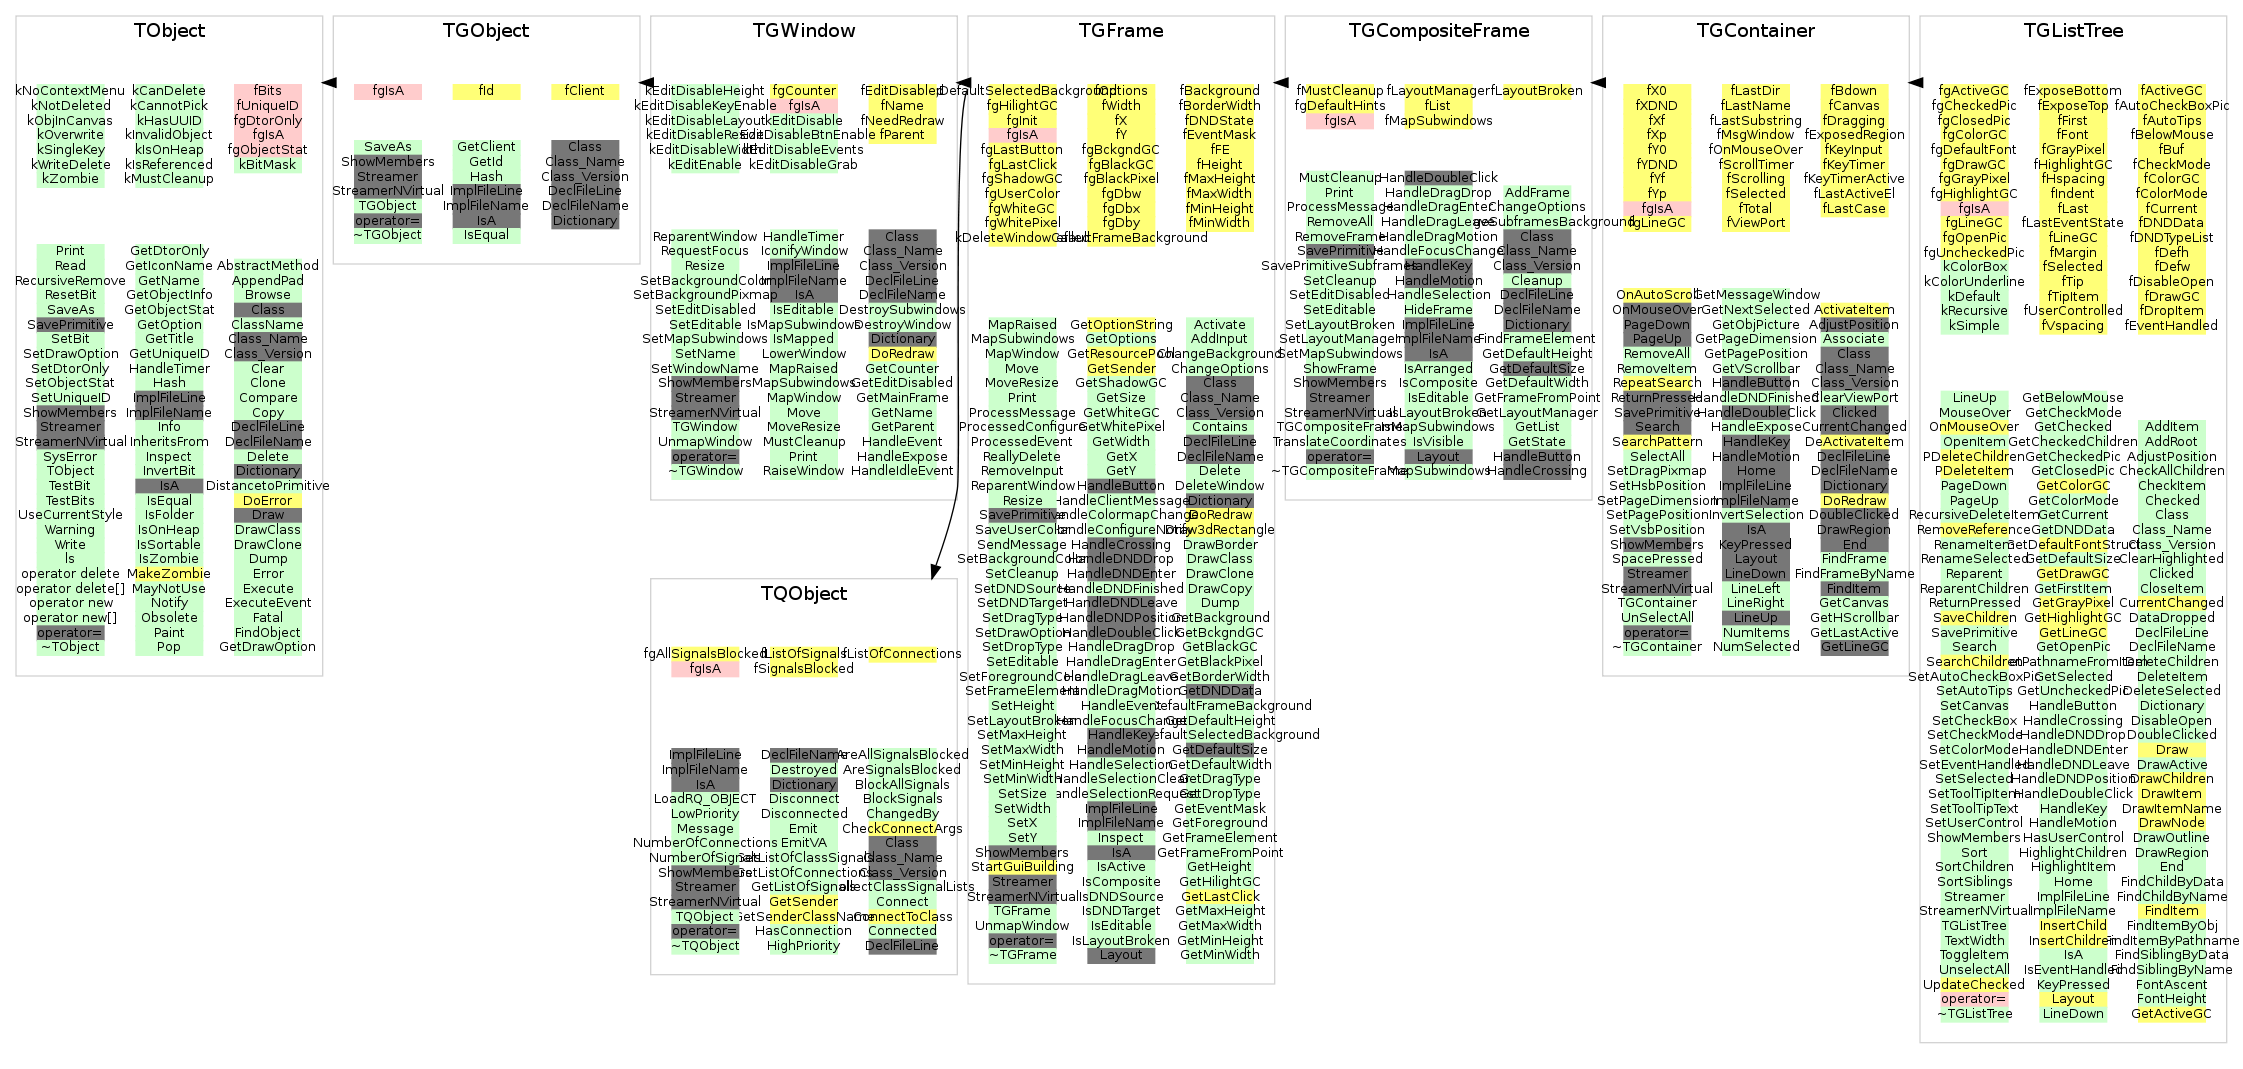 TObject
kNoContextMenu
kNotDeleted
kObjInCanvas
kOverwrite
kSingleKey
kWriteDelete
kZombie
kCanDelete
kCannotPick
kHasUUID
kInvalidObject
kIsOnHeap
kIsReferenced
kMustCleanup
fBits
fUniqueID
fgDtorOnly
fgIsA
fgObjectStat
kBitMask
Print
Read
RecursiveRemove
ResetBit
SaveAs
SavePrimitive
SetBit
SetDrawOption
SetDtorOnly
SetObjectStat
SetUniqueID
ShowMembers
Streamer
StreamerNVirtual
SysError
TObject
TestBit
TestBits
UseCurrentStyle
Warning
Write
ls
operator delete
operator delete[]
operator new
operator new[]
operator=
~TObject
GetDtorOnly
GetIconName
GetName
GetObjectInfo
GetObjectStat
GetOption
GetTitle
GetUniqueID
HandleTimer
Hash
ImplFileLine
ImplFileName
Info
InheritsFrom
Inspect
InvertBit
IsA
IsEqual
IsFolder
IsOnHeap
IsSortable
IsZombie
MakeZombie
MayNotUse
Notify
Obsolete
Paint
Pop
AbstractMethod
AppendPad
Browse
Class
ClassName
Class_Name
Class_Version
Clear
Clone
Compare
Copy
DeclFileLine
DeclFileName
Delete
Dictionary
DistancetoPrimitive
DoError
Draw
DrawClass
DrawClone
Dump
Error
Execute
ExecuteEvent
Fatal
FindObject
GetDrawOption
TGObject
fgIsA
fId
fClient
SaveAs
ShowMembers
Streamer
StreamerNVirtual
TGObject
operator=
~TGObject
GetClient
GetId
Hash
ImplFileLine
ImplFileName
IsA
IsEqual
Class
Class_Name
Class_Version
DeclFileLine
DeclFileName
Dictionary
TGWindow
kEditDisableHeight
kEditDisableKeyEnable
kEditDisableLayout
kEditDisableResize
kEditDisableWidth
kEditEnable
fgCounter
fgIsA
kEditDisable
kEditDisableBtnEnable
kEditDisableEvents
kEditDisableGrab
fEditDisabled
fName
fNeedRedraw
fParent
ReparentWindow
RequestFocus
Resize
SetBackgroundColor
SetBackgroundPixmap
SetEditDisabled
SetEditable
SetMapSubwindows
SetName
SetWindowName
ShowMembers
Streamer
StreamerNVirtual
TGWindow
UnmapWindow
operator=
~TGWindow
HandleTimer
IconifyWindow
ImplFileLine
ImplFileName
IsA
IsEditable
IsMapSubwindows
IsMapped
LowerWindow
MapRaised
MapSubwindows
MapWindow
Move
MoveResize
MustCleanup
Print
RaiseWindow
Class
Class_Name
Class_Version
DeclFileLine
DeclFileName
DestroySubwindows
DestroyWindow
Dictionary
DoRedraw
GetCounter
GetEditDisabled
GetMainFrame
GetName
GetParent
HandleEvent
HandleExpose
HandleIdleEvent
TQObject
fgAllSignalsBlocked
fgIsA
fListOfSignals
fSignalsBlocked
fListOfConnections
ImplFileLine
ImplFileName
IsA
LoadRQ_OBJECT
LowPriority
Message
NumberOfConnections
NumberOfSignals
ShowMembers
Streamer
StreamerNVirtual
TQObject
operator=
~TQObject
DeclFileName
Destroyed
Dictionary
Disconnect
Disconnected
Emit
EmitVA
GetListOfClassSignals
GetListOfConnections
GetListOfSignals
GetSender
GetSenderClassName
HasConnection
HighPriority
AreAllSignalsBlocked
AreSignalsBlocked
BlockAllSignals
BlockSignals
ChangedBy
CheckConnectArgs
Class
Class_Name
Class_Version
CollectClassSignalLists
Connect
ConnectToClass
Connected
DeclFileLine
TGFrame
fgDefaultSelectedBackground
fgHilightGC
fgInit
fgIsA
fgLastButton
fgLastClick
fgShadowGC
fgUserColor
fgWhiteGC
fgWhitePixel
kDeleteWindowCalled
fOptions
fWidth
fX
fY
fgBckgndGC
fgBlackGC
fgBlackPixel
fgDbw
fgDbx
fgDby
fgDefaultFrameBackground
fBackground
fBorderWidth
fDNDState
fEventMask
fFE
fHeight
fMaxHeight
fMaxWidth
fMinHeight
fMinWidth
MapRaised
MapSubwindows
MapWindow
Move
MoveResize
Print
ProcessMessage
ProcessedConfigure
ProcessedEvent
ReallyDelete
RemoveInput
ReparentWindow
Resize
SavePrimitive
SaveUserColor
SendMessage
SetBackgroundColor
SetCleanup
SetDNDSource
SetDNDTarget
SetDragType
SetDrawOption
SetDropType
SetEditable
SetForegroundColor
SetFrameElement
SetHeight
SetLayoutBroken
SetMaxHeight
SetMaxWidth
SetMinHeight
SetMinWidth
SetSize
SetWidth
SetX
SetY
ShowMembers
StartGuiBuilding
Streamer
StreamerNVirtual
TGFrame
UnmapWindow
operator=
~TGFrame
GetOptionString
GetOptions
GetResourcePool
GetSender
GetShadowGC
GetSize
GetWhiteGC
GetWhitePixel
GetWidth
GetX
GetY
HandleButton
HandleClientMessage
HandleColormapChange
HandleConfigureNotify
HandleCrossing
HandleDNDDrop
HandleDNDEnter
HandleDNDFinished
HandleDNDLeave
HandleDNDPosition
HandleDoubleClick
HandleDragDrop
HandleDragEnter
HandleDragLeave
HandleDragMotion
HandleEvent
HandleFocusChange
HandleKey
HandleMotion
HandleSelection
HandleSelectionClear
HandleSelectionRequest
ImplFileLine
ImplFileName
Inspect
IsA
IsActive
IsComposite
IsDNDSource
IsDNDTarget
IsEditable
IsLayoutBroken
Layout
Activate
AddInput
ChangeBackground
ChangeOptions
Class
Class_Name
Class_Version
Contains
DeclFileLine
DeclFileName
Delete
DeleteWindow
Dictionary
DoRedraw
Draw3dRectangle
DrawBorder
DrawClass
DrawClone
DrawCopy
Dump
GetBackground
GetBckgndGC
GetBlackGC
GetBlackPixel
GetBorderWidth
GetDNDData
GetDefaultFrameBackground
GetDefaultHeight
GetDefaultSelectedBackground
GetDefaultSize
GetDefaultWidth
GetDragType
GetDropType
GetEventMask
GetForeground
GetFrameElement
GetFrameFromPoint
GetHeight
GetHilightGC
GetLastClick
GetMaxHeight
GetMaxWidth
GetMinHeight
GetMinWidth
TGCompositeFrame
fMustCleanup
fgDefaultHints
fgIsA
fLayoutManager
fList
fMapSubwindows
fLayoutBroken
MustCleanup
Print
ProcessMessage
RemoveAll
RemoveFrame
SavePrimitive
SavePrimitiveSubframes
SetCleanup
SetEditDisabled
SetEditable
SetLayoutBroken
SetLayoutManager
SetMapSubwindows
ShowFrame
ShowMembers
Streamer
StreamerNVirtual
TGCompositeFrame
TranslateCoordinates
operator=
~TGCompositeFrame
HandleDoubleClick
HandleDragDrop
HandleDragEnter
HandleDragLeave
HandleDragMotion
HandleFocusChange
HandleKey
HandleMotion
HandleSelection
HideFrame
ImplFileLine
ImplFileName
IsA
IsArranged
IsComposite
IsEditable
IsLayoutBroken
IsMapSubwindows
IsVisible
Layout
MapSubwindows
AddFrame
ChangeOptions
ChangeSubframesBackground
Class
Class_Name
Class_Version
Cleanup
DeclFileLine
DeclFileName
Dictionary
FindFrameElement
GetDefaultHeight
GetDefaultSize
GetDefaultWidth
GetFrameFromPoint
GetLayoutManager
GetList
GetState
HandleButton
HandleCrossing
TGContainer
fX0
fXDND
fXf
fXp
fY0
fYDND
fYf
fYp
fgIsA
fgLineGC
fLastDir
fLastName
fLastSubstring
fMsgWindow
fOnMouseOver
fScrollTimer
fScrolling
fSelected
fTotal
fViewPort
fBdown
fCanvas
fDragging
fExposedRegion
fKeyInput
fKeyTimer
fKeyTimerActive
fLastActiveEl
fLastCase
OnAutoScroll
OnMouseOver
PageDown
PageUp
RemoveAll
RemoveItem
RepeatSearch
ReturnPressed
SavePrimitive
Search
SearchPattern
SelectAll
SetDragPixmap
SetHsbPosition
SetPageDimension
SetPagePosition
SetVsbPosition
ShowMembers
SpacePressed
Streamer
StreamerNVirtual
TGContainer
UnSelectAll
operator=
~TGContainer
GetMessageWindow
GetNextSelected
GetObjPicture
GetPageDimension
GetPagePosition
GetVScrollbar
HandleButton
HandleDNDFinished
HandleDoubleClick
HandleExpose
HandleKey
HandleMotion
Home
ImplFileLine
ImplFileName
InvertSelection
IsA
KeyPressed
Layout
LineDown
LineLeft
LineRight
LineUp
NumItems
NumSelected
ActivateItem
AdjustPosition
Associate
Class
Class_Name
Class_Version
ClearViewPort
Clicked
CurrentChanged
DeActivateItem
DeclFileLine
DeclFileName
Dictionary
DoRedraw
DoubleClicked
DrawRegion
End
FindFrame
FindFrameByName
FindItem
GetCanvas
GetHScrollbar
GetLastActive
GetLineGC
TGListTree
fgActiveGC
fgCheckedPic
fgClosedPic
fgColorGC
fgDefaultFont
fgDrawGC
fgGrayPixel
fgHighlightGC
fgIsA
fgLineGC
fgOpenPic
fgUncheckedPic
kColorBox
kColorUnderline
kDefault
kRecursive
kSimple
fExposeBottom
fExposeTop
fFirst
fFont
fGrayPixel
fHighlightGC
fHspacing
fIndent
fLast
fLastEventState
fLineGC
fMargin
fSelected
fTip
fTipItem
fUserControlled
fVspacing
fActiveGC
fAutoCheckBoxPic
fAutoTips
fBelowMouse
fBuf
fCheckMode
fColorGC
fColorMode
fCurrent
fDNDData
fDNDTypeList
fDefh
fDefw
fDisableOpen
fDrawGC
fDropItem
fEventHandled
LineUp
MouseOver
OnMouseOver
OpenItem
PDeleteChildren
PDeleteItem
PageDown
PageUp
RecursiveDeleteItem
RemoveReference
RenameItem
RenameSelected
Reparent
ReparentChildren
ReturnPressed
SaveChildren
SavePrimitive
Search
SearchChildren
SetAutoCheckBoxPic
SetAutoTips
SetCanvas
SetCheckBox
SetCheckMode
SetColorMode
SetEventHandled
SetSelected
SetToolTipItem
SetToolTipText
SetUserControl
ShowMembers
Sort
SortChildren
SortSiblings
Streamer
StreamerNVirtual
TGListTree
TextWidth
ToggleItem
UnselectAll
UpdateChecked
operator=
~TGListTree
GetBelowMouse
GetCheckMode
GetChecked
GetCheckedChildren
GetCheckedPic
GetClosedPic
GetColorGC
GetColorMode
GetCurrent
GetDNDData
GetDefaultFontStruct
GetDefaultSize
GetDrawGC
GetFirstItem
GetGrayPixel
GetHighlightGC
GetLineGC
GetOpenPic
GetPathnameFromItem
GetSelected
GetUncheckedPic
HandleButton
HandleCrossing
HandleDNDDrop
HandleDNDEnter
HandleDNDLeave
HandleDNDPosition
HandleDoubleClick
HandleKey
HandleMotion
HasUserControl
HighlightChildren
HighlightItem
Home
ImplFileLine
ImplFileName
InsertChild
InsertChildren
IsA
IsEventHandled
KeyPressed
Layout
LineDown
AddItem
AddRoot
AdjustPosition
CheckAllChildren
CheckItem
Checked
Class
Class_Name
Class_Version
ClearHighlighted
Clicked
CloseItem
CurrentChanged
DataDropped
DeclFileLine
DeclFileName
DeleteChildren
DeleteItem
DeleteSelected
Dictionary
DisableOpen
DoubleClicked
Draw
DrawActive
DrawChildren
DrawItem
DrawItemName
DrawNode
DrawOutline
DrawRegion
End
FindChildByData
FindChildByName
FindItem
FindItemByObj
FindItemByPathname
FindSiblingByData
FindSiblingByName
FontAscent
FontHeight
GetActiveGC